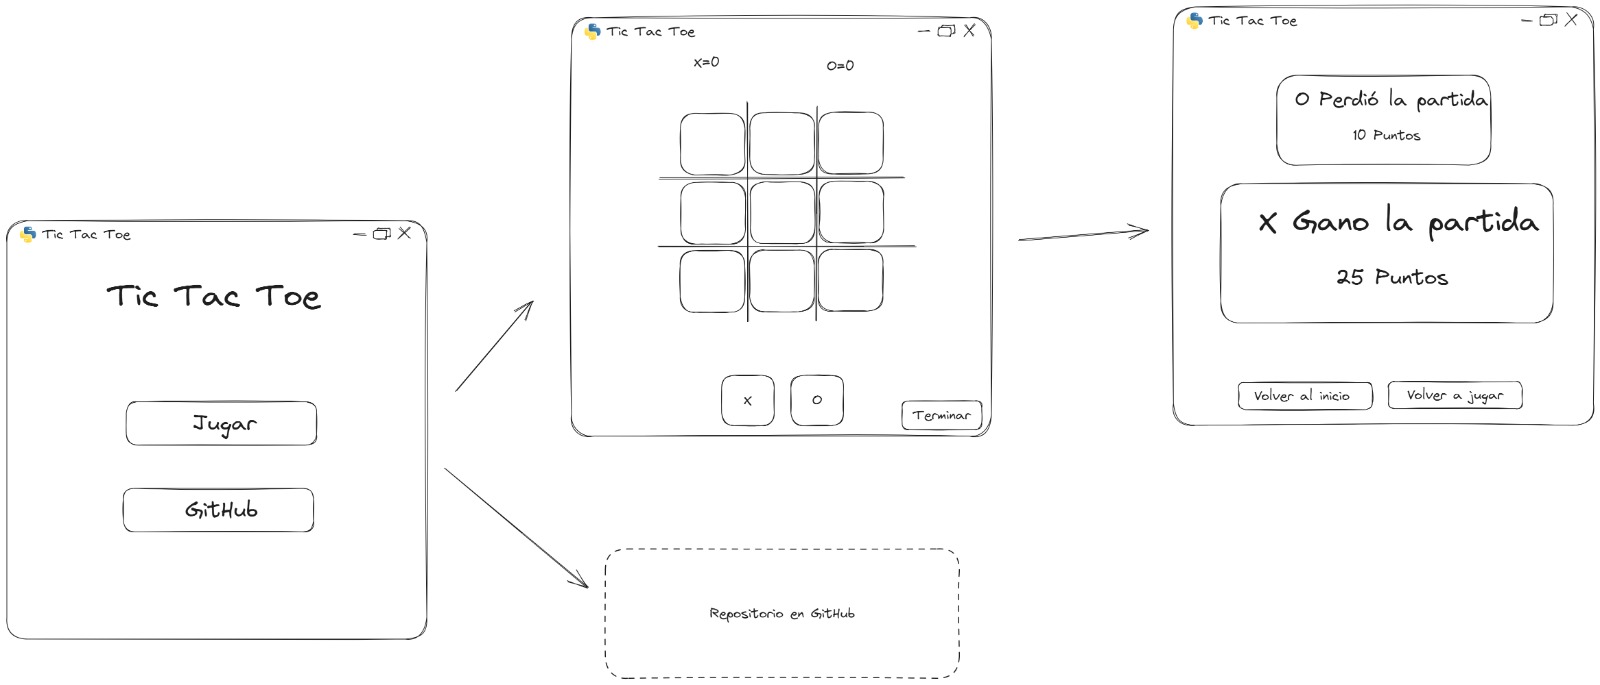 Tic Tac Toe
Tic Tac Toe
Jugar
GitHub
Tic Tac Toe
x=0
O=0
x
O
Terminar
Repositorio en GitHub
Tic Tac Toe
O Perdió la partida
10 Puntos
X Gano la partida
25 Puntos
Volver al inicio
Volver a jugar